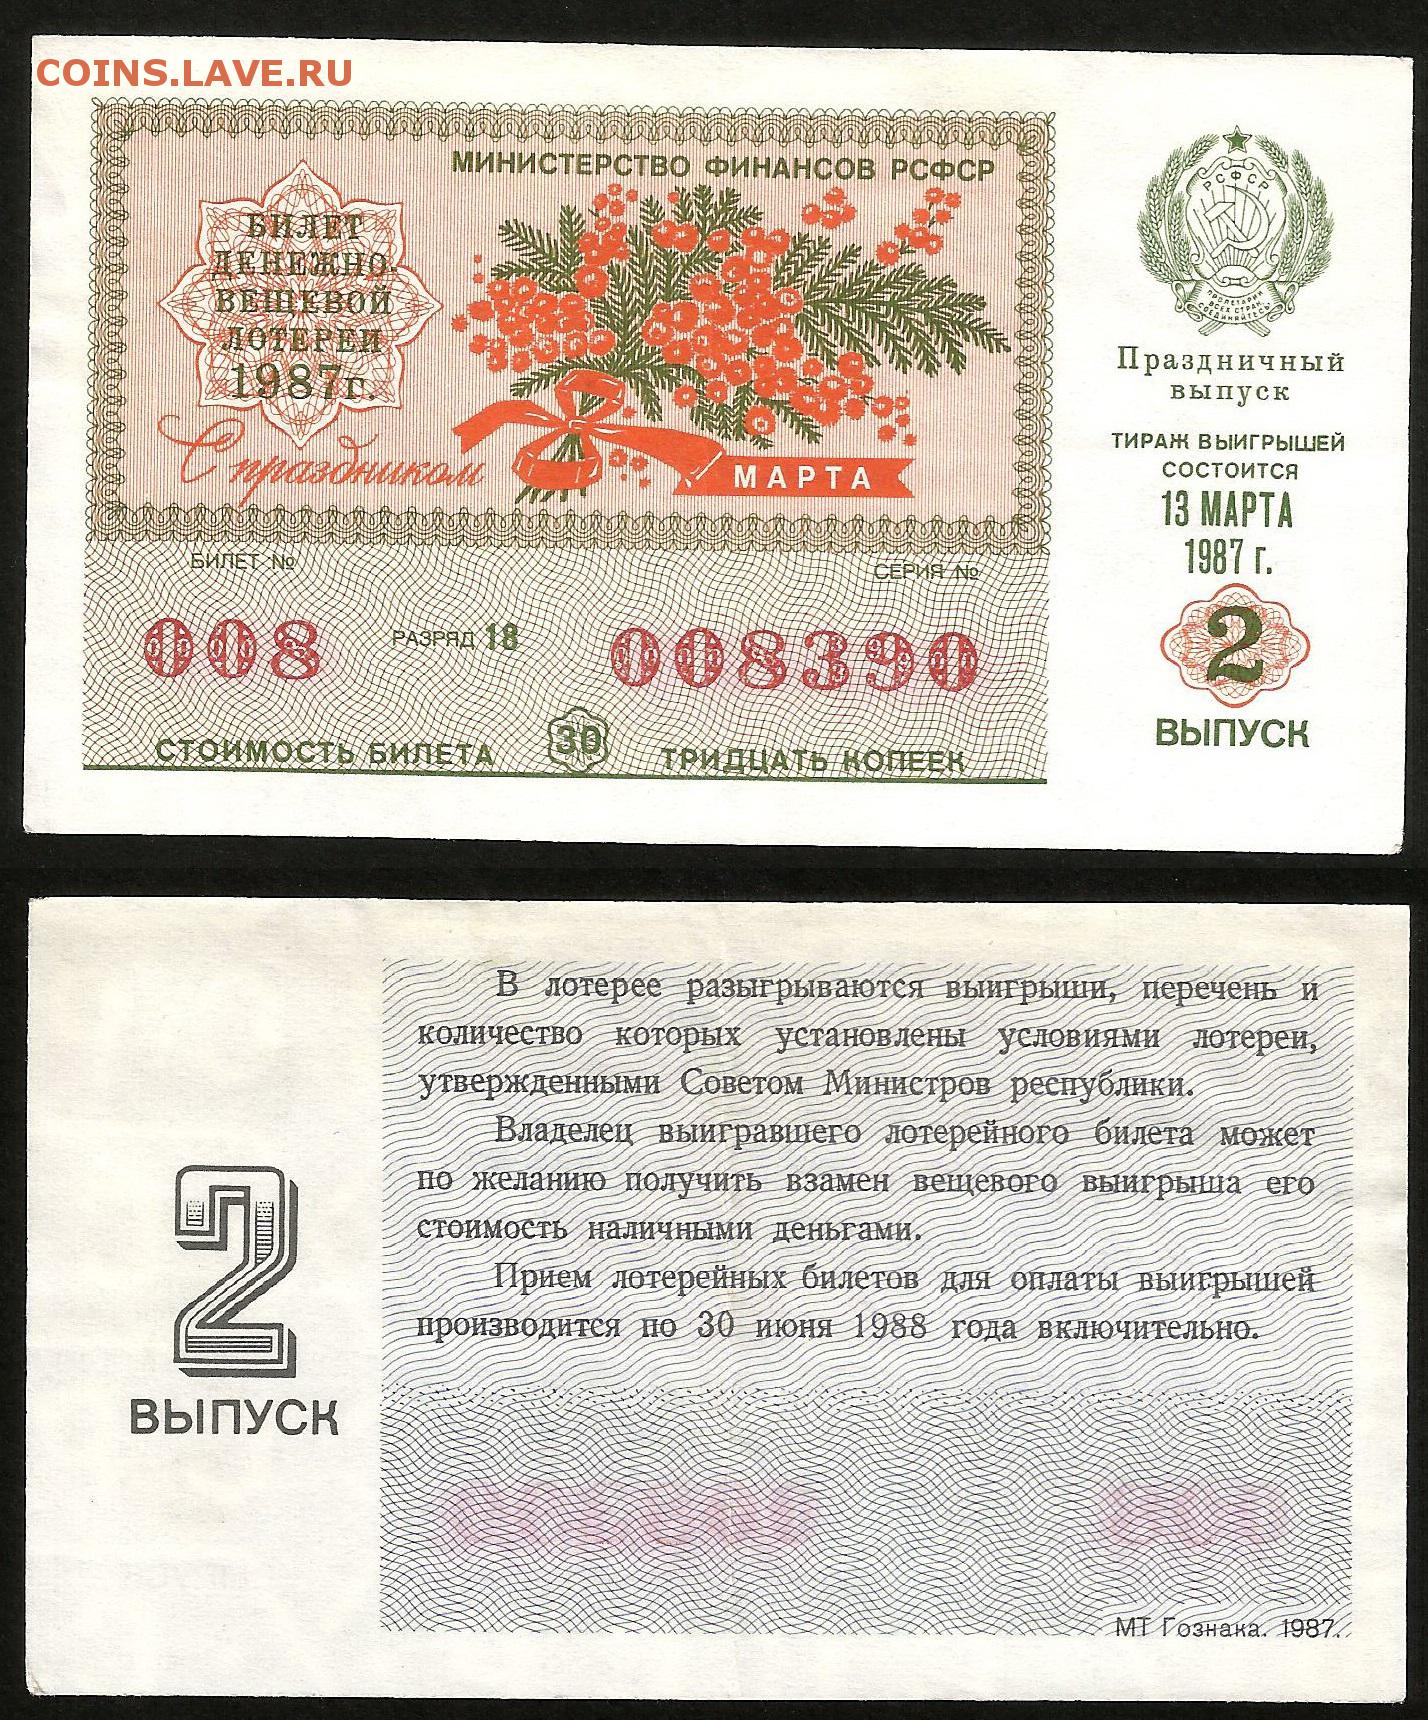 COINS.LAVE.RU
МИНИСТЕРСТВО ФИНАНСОВ РСФСР
БИЛЕТ
ДЕНЕЖНО-
ВЕЩЕВОЙ
ЛОТЕРЕИ
1987г.
С праздником
МАРТА
РСФСР
ПРОЛЕТАРИИ
ВСЕХ СТРАН,
СОЕДИНЯЙТЕСЬ!
Праздничный
выпуск
ТИРАЖ ВЫИГРЫШЕЙ
СОСТОИТСЯ
13 МАРТА
1987 г.
2
ВЫПУСК
БИЛЕТ № СЕРИЯ №
008 РАЗРЯД 18 008390
СТОИМОСТЬ БИЛЕТА 30 ТРИДЦАТЬ КОПЕЕК
2
ВЫПУСК
В лотерее разыгрываются выигрыши, перечень и
количество которых установлены условиями лотереи,
утвержденными Советом Министров республики.
Владелец выигравшего лотерейного билета может
по желанию получить взамен вещевого выигрыша его
стоимость наличными деньгами.
Прием лотерейных билетов для оплаты выигрышей
производится по 30 июня 1988 года включительно.
МТ Гознака. 1987.